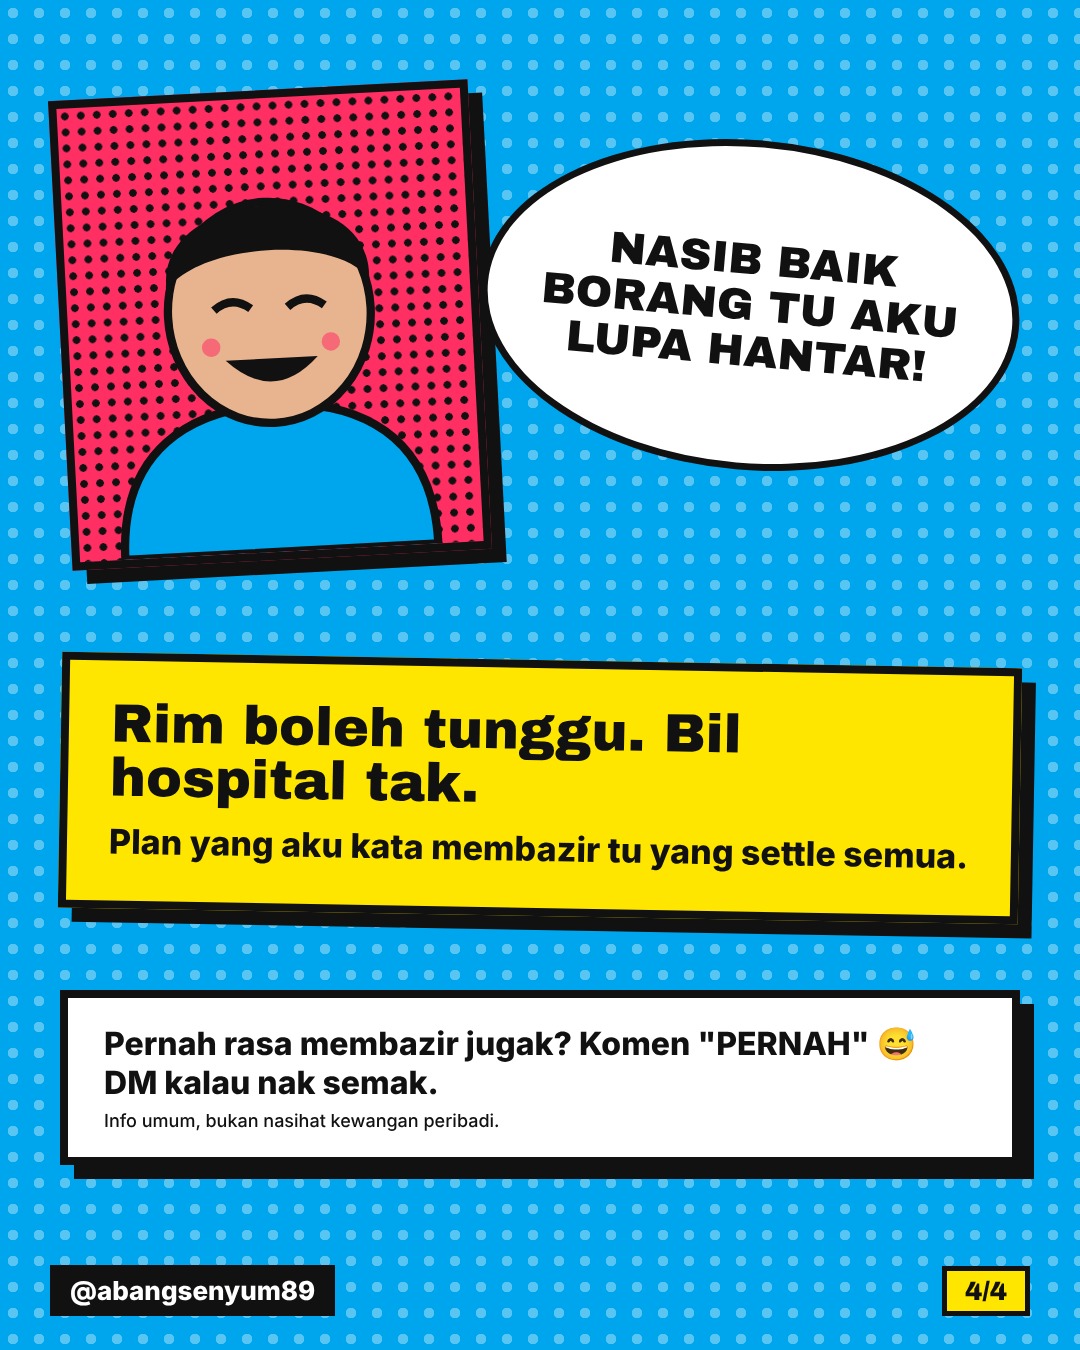 NASIB BAIK
BORANG TU AKU
LUPA HANTAR!
Rim boleh tunggu. Bil
hospital tak.
Plan yang aku kata membazir tu yang settle semua.
Pernah rasa membazir jugak? Komen "PERNAH" 😅
DM kalau nak semak.
Info umum, bukan nasihat kewangan peribadi.
@abangsenyum89
4/4